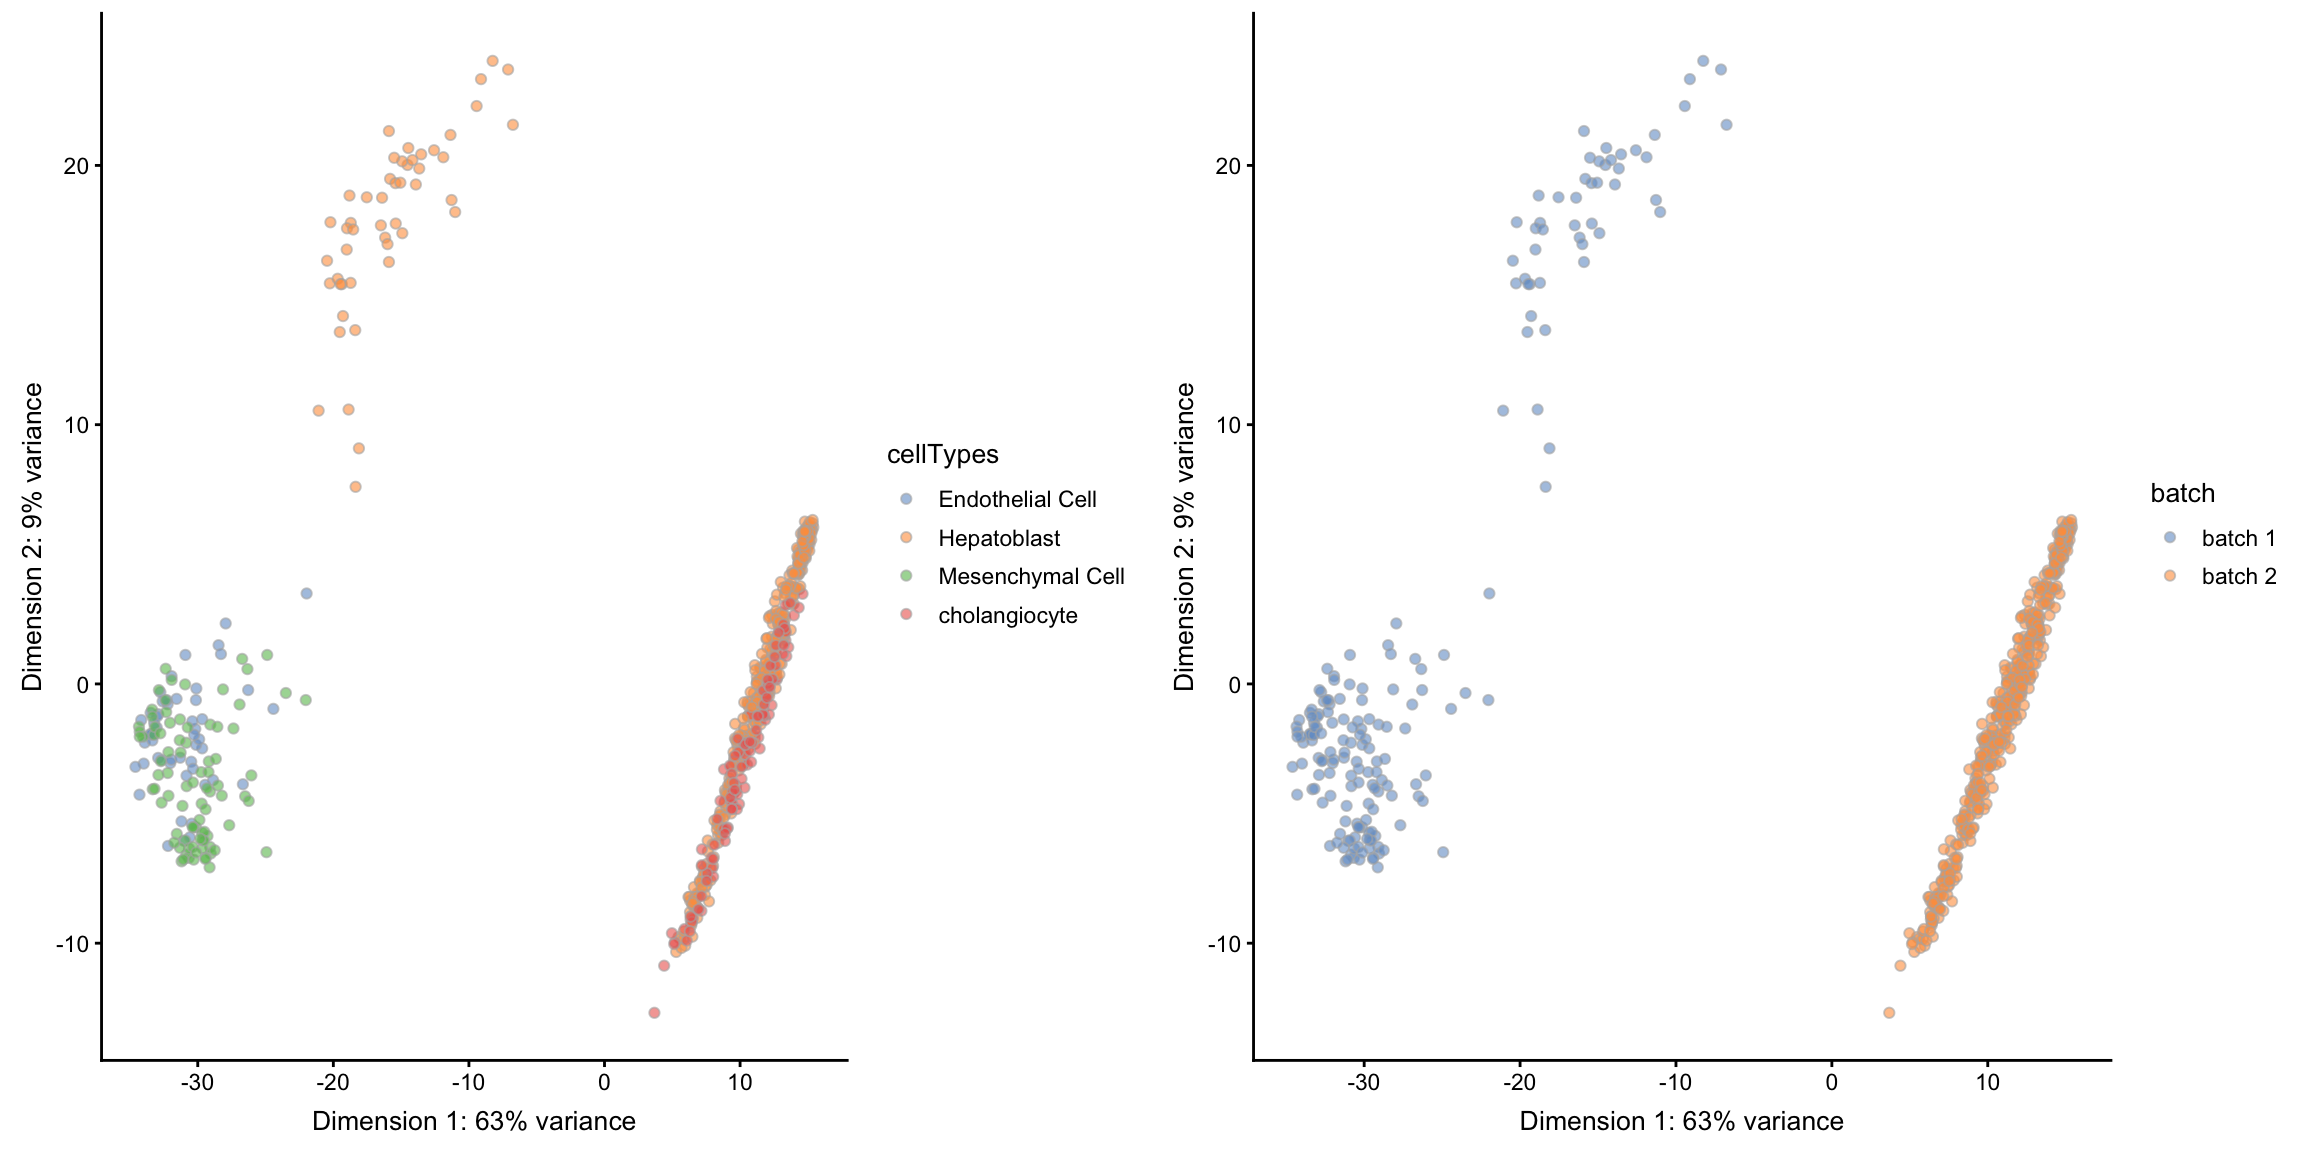 20
10
0
-10
Dimension 2: 9% variance
-30
-20
-10
0
10
Dimension 1: 63% variance
cellTypes
Endothelial Cell
Hepatoblast
Mesenchymal Cell
cholangiocyte
20
10
0
-10
Dimension 2: 9% variance
-30
-20
-10
0
10
Dimension 1: 63% variance
batch
batch 1
batch 2